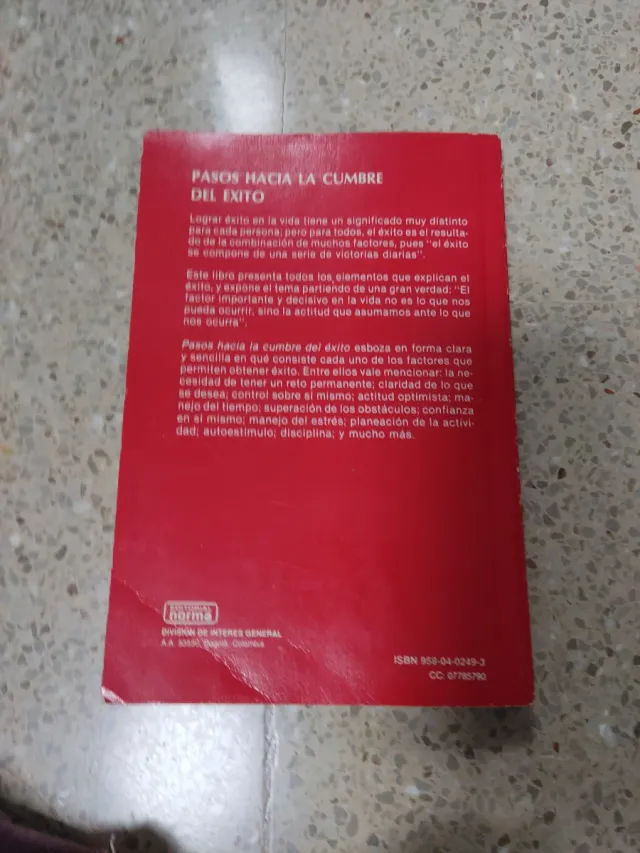 PASOS HACIA LA CUMBRE
DEL EXITO
Lograr éxito en la vida tiene un significado muy distinto
para cada persona; pero para todos, el éxito es el resulta-
do de la combinación de muchos factores, pues "el éxito
se compone de una serie de victorias diarias".
Este libro presenta todos los elementos que explican el
éxito, y expone el tema partiendo de una gran verdad: "El
factor importante y decisivo en la vida no es lo que nos
pueda ocurrir, sino la actitud que asumamos ante lo que
nos ocurra".
Pasos hacia la cumbre del éxito esboza en forma clara
y sencilla en qué consiste cada uno de los factores que
permiten obtener éxito. Entre ellos vale mencionar: la ne-
cesidad de tener un reto permanente; claridad de lo que
se desea; control sobre sí mismo; actitud optimista; ma-
nejo del tiempo; superación de los obstáculos; confianza
en sí mismo; manejo del estrés; planeación de la activi-
dad; autoestímulo; disciplina; y mucho más.
EDITORIAL
norma
DIVISION DE INTERES GENERAL
A.A. 53550, Bogotá, Colombia
ISBN 958-04-0249-3
CC: 07785790